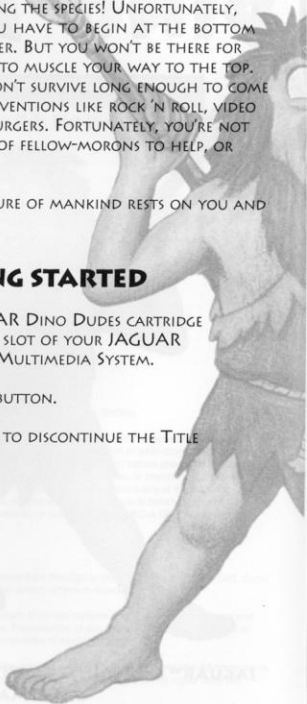 NG THE SPECIES! UNFORTUNATELY,
U HAVE TO BEGIN AT THE BOTTOM
ER. BUT YOU WON'T BE THERE FOR
TO MUSCLE YOUR WAY TO THE TOP.
ON'T SURVIVE LONG ENOUGH TO COME
VENTIONS LIKE ROCK 'N ROLL, VIDEO
URGERS. FORTUNATELY, YOU'RE NOT
OF FELLOW-MORONS TO HELP, OR
URE OF MANKIND RESTS ON YOU AND
NG STARTED
AR DINO DUDES CARTRIDGE
SLOT OF YOUR JAGUAR
MULTIMEDIA SYSTEM.
BUTTON.
TO DISCONTINUE THE TITLE